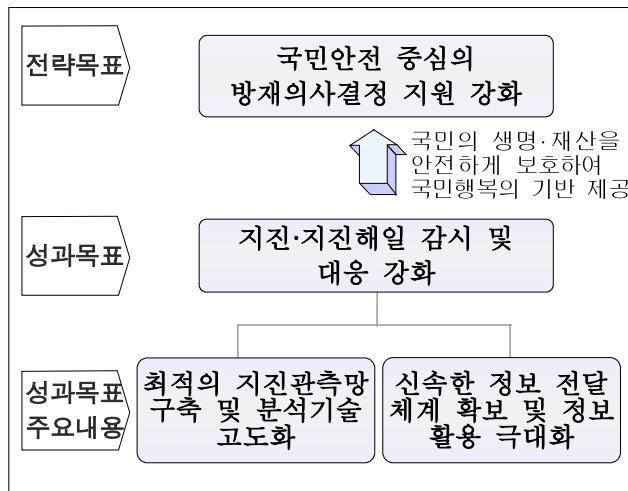 전략목표
국민안전 중심의
방재의사결정 지원 강화
국민의 생명·재산을
안전하게 보호하여
국민행복의 기반 제공
성과목표
지진·지진해일 감시 및
대응 강화
성과목표
주요내용
최적의 지진관측망
구축 및 분석기술
고도화
신속한 정보 전달
체계 확보 및 정보
활용 극대화